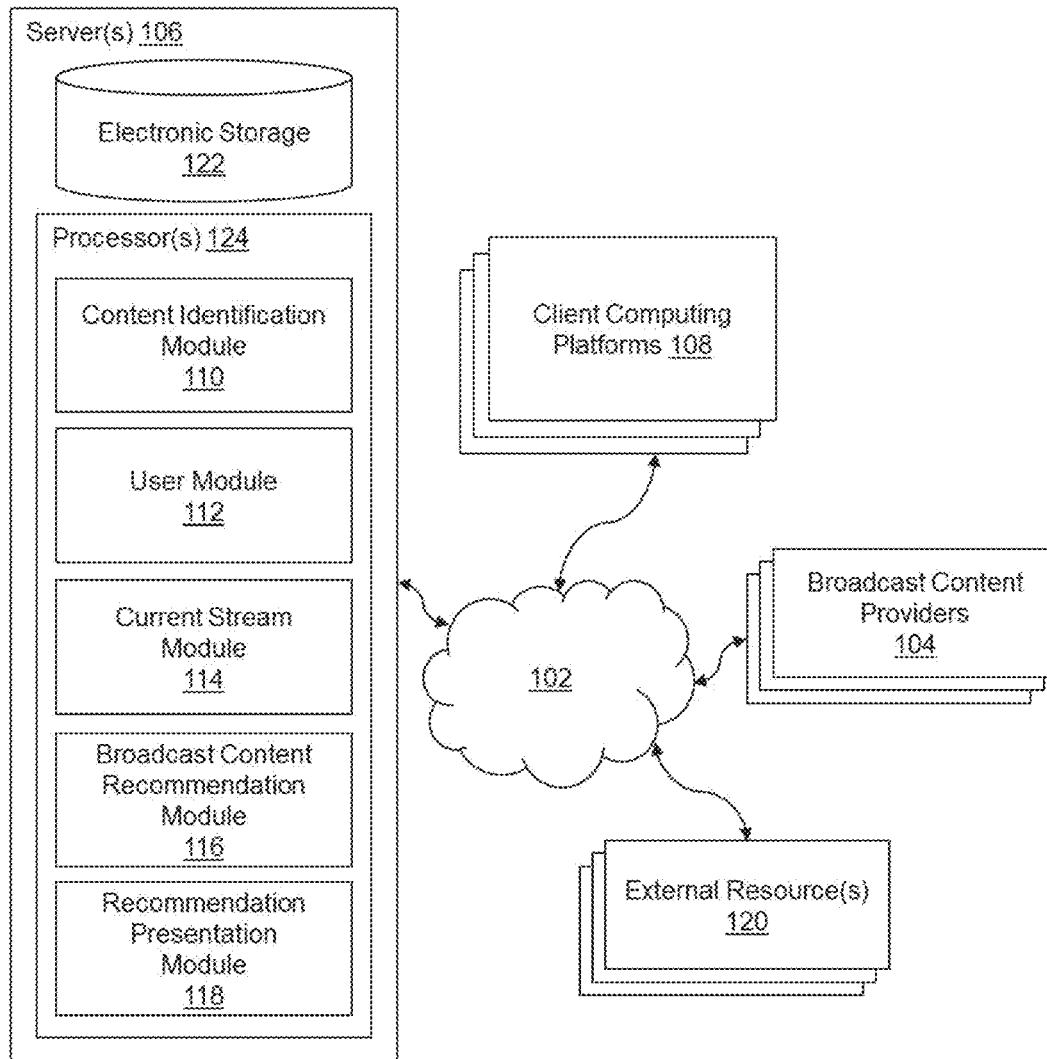 Server(s) 106
Electronic Storage
122
Processor(s) 124
Content Identification
Module
110
User Module
112
Current Stream
Module
114
Broadcast Content
Recommendation
Module
116
Recommendation
Presentation
Module
118
Client Computing
Platforms 108
Broadcast Content
Providers
104
102
External Resource(s)
120